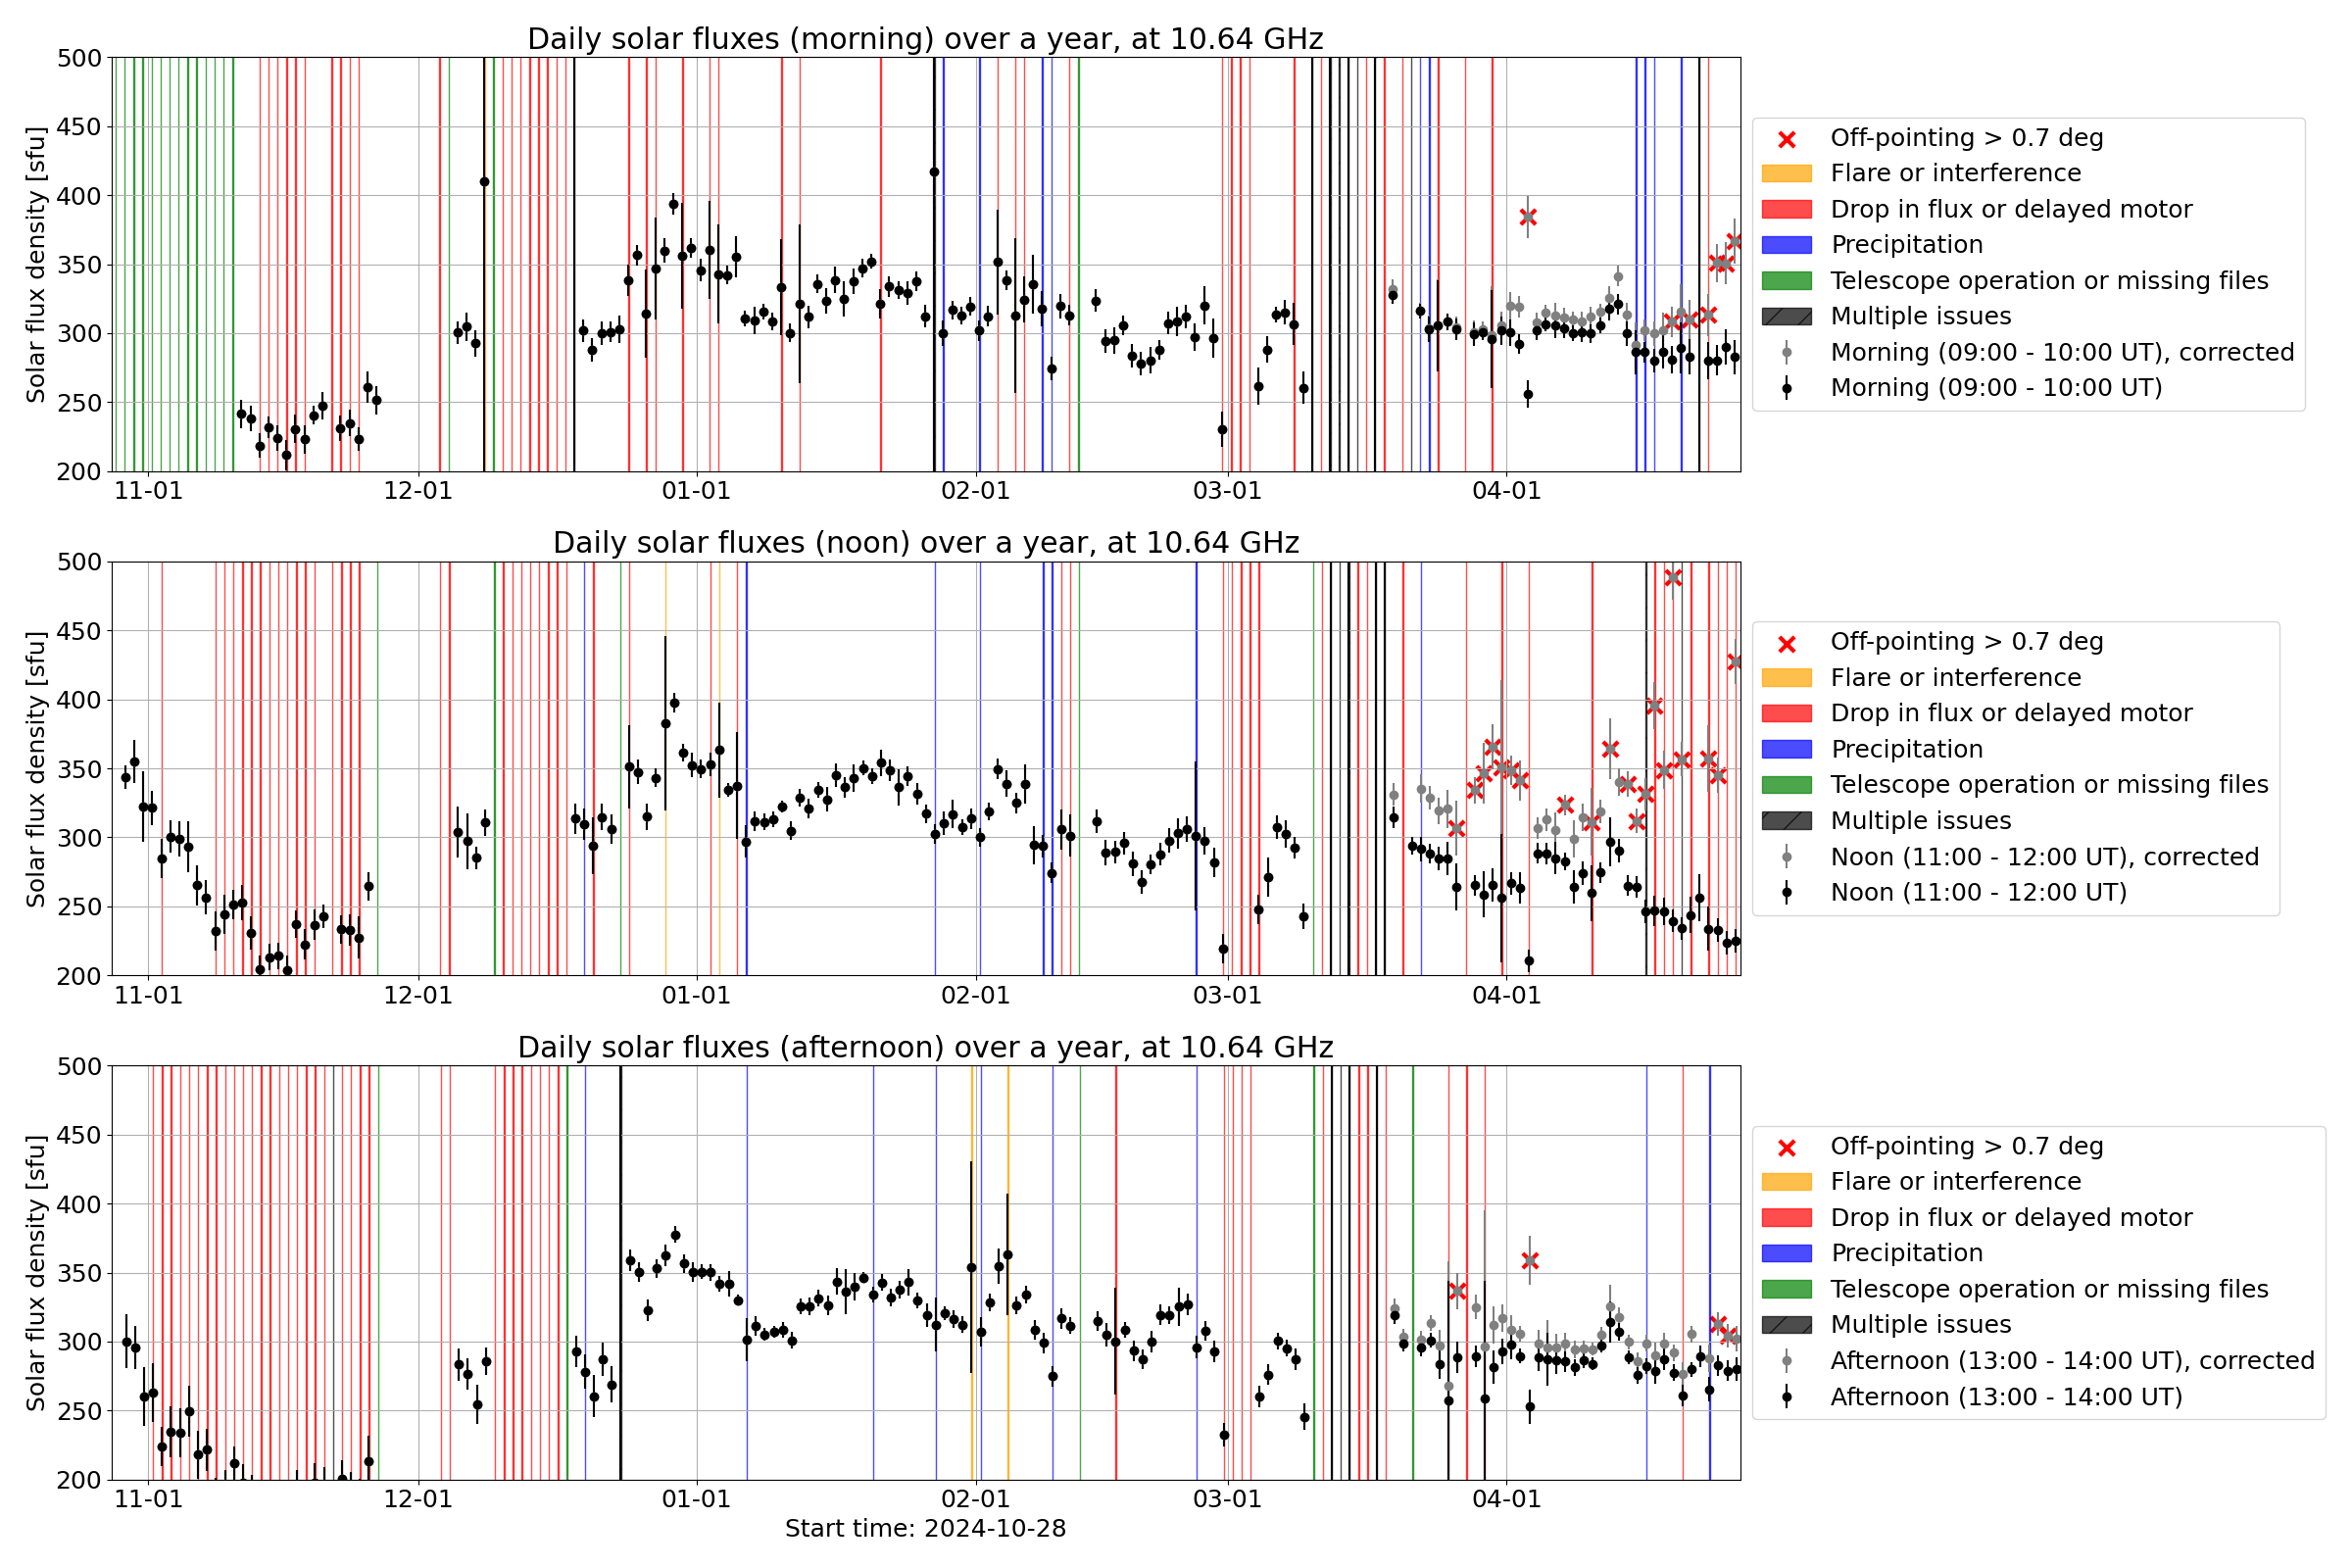 Daily solar fluxes (morning) over a year, at 10.64 GHz
Solar flux density [sfu]
500
450
400
350
300
250
200
11-01 12-01 01-01 02-01 03-01 04-01
Off-pointing > 0.7 deg
Flare or interference
Drop in flux or delayed motor
Precipitation
Telescope operation or missing files
Multiple issues
Morning (09:00 - 10:00 UT), corrected
Morning (09:00 - 10:00 UT)
Daily solar fluxes (noon) over a year, at 10.64 GHz
Solar flux density [sfu]
500
450
400
350
300
250
200
11-01 12-01 01-01 02-01 03-01 04-01
Off-pointing > 0.7 deg
Flare or interference
Drop in flux or delayed motor
Precipitation
Telescope operation or missing files
Multiple issues
Noon (11:00 - 12:00 UT), corrected
Noon (11:00 - 12:00 UT)
Daily solar fluxes (afternoon) over a year, at 10.64 GHz
Solar flux density [sfu]
500
450
400
350
300
250
200
11-01 12-01 01-01 02-01 03-01 04-01
Start time: 2024-10-28
Off-pointing > 0.7 deg
Flare or interference
Drop in flux or delayed motor
Precipitation
Telescope operation or missing files
Multiple issues
Afternoon (13:00 - 14:00 UT), corrected
Afternoon (13:00 - 14:00 UT)